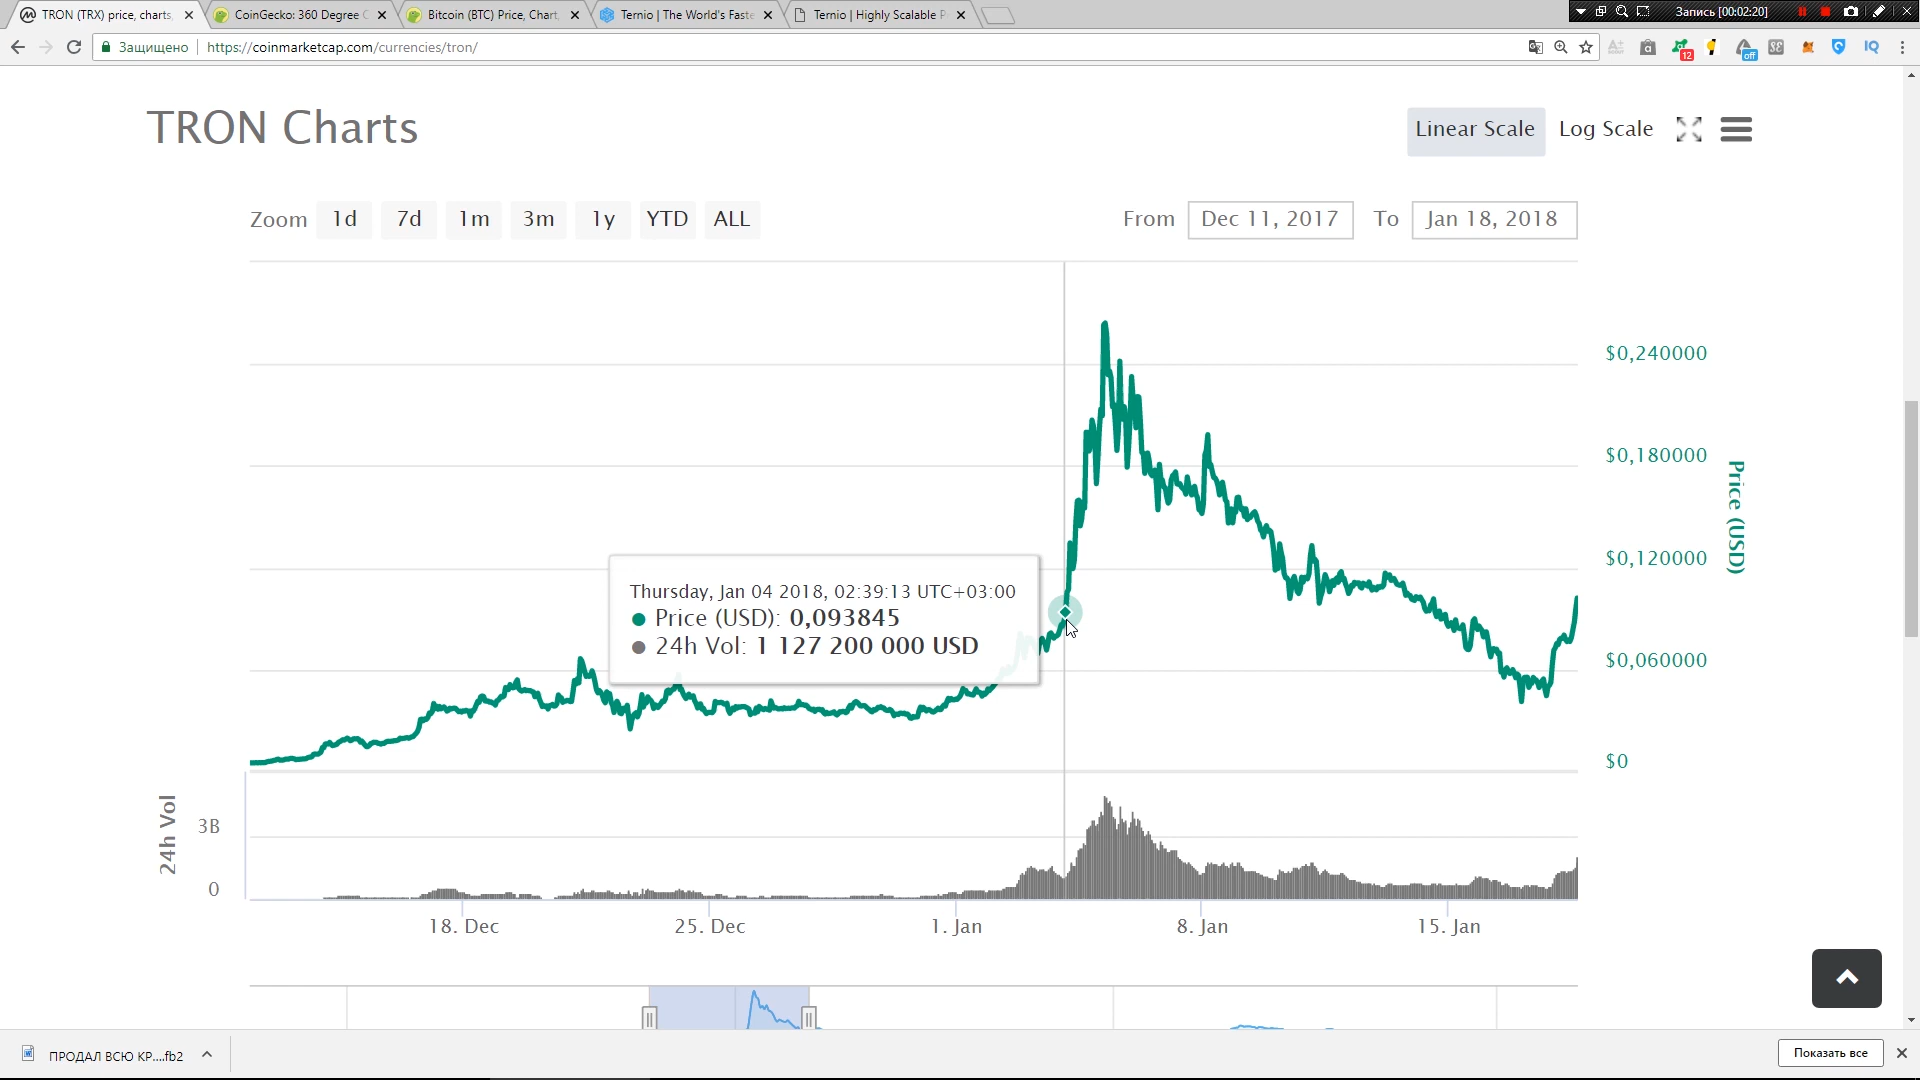 TRON (TRX) price, charts,
CoinGecko: 360 Degree C
Bitcoin (BTC) Price, Chart,
Ternio | The World's Faste
Ternio | Highly Scalable P
Запись [00:02:20]
Защищено
https://coinmarketcap.com/currencies/tron/
12
off
IQ
TRON Charts
Linear Scale
Log Scale
Zoom 1d 7d 1m 3m 1y YTD ALL
From Dec 11, 2017 To Jan 18, 2018
$0,240000
$0,180000
$0,120000
$0,060000
$0
Price (USD)
Thursday, Jan 04 2018, 02:39:13 UTC+03:00
Price (USD): 0,093845
24h Vol: 1 127 200 000 USD
24h Vol
3B
0
18. Dec 25. Dec 1. Jan 8. Jan 15. Jan
ПРОДАЛ ВСЮ КР....fb2
Показать все